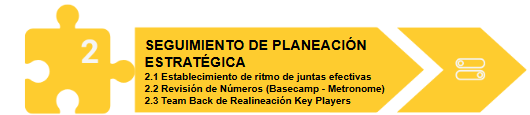 2
SEGUIMIENTO DE PLANEACIÓN
ESTRATÉGICA
2.1 Establecimiento de ritmo de juntas efectivas
2.2 Revisión de Números (Basecamp - Metronome)
2.3 Team Back de Realineación Key Players